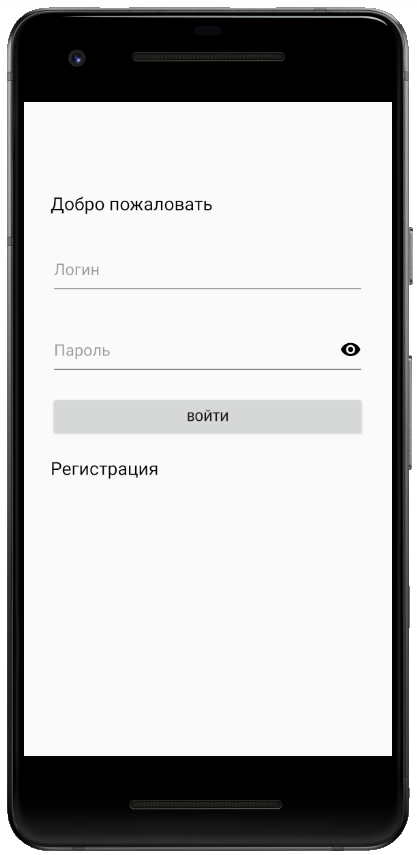 Добро пожаловать
Логин
Пароль
ВОЙТИ
Регистрация